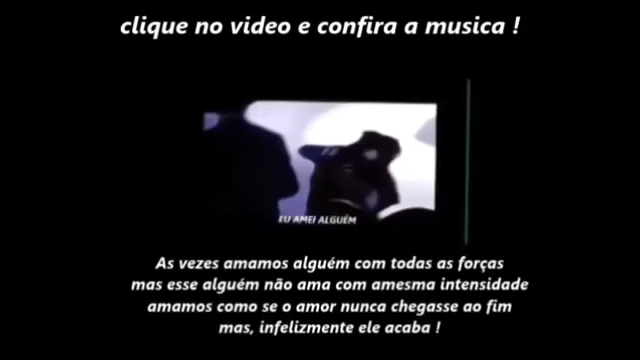 clique no video e confira a musica !
EU AMEI ALGUÉM
As vezes amamos alguém com todas as forças
mas esse alguém não ama com amesma intensidade
amamos como se o amor nunca chegasse ao fim
mas, infelizmente ele acaba !